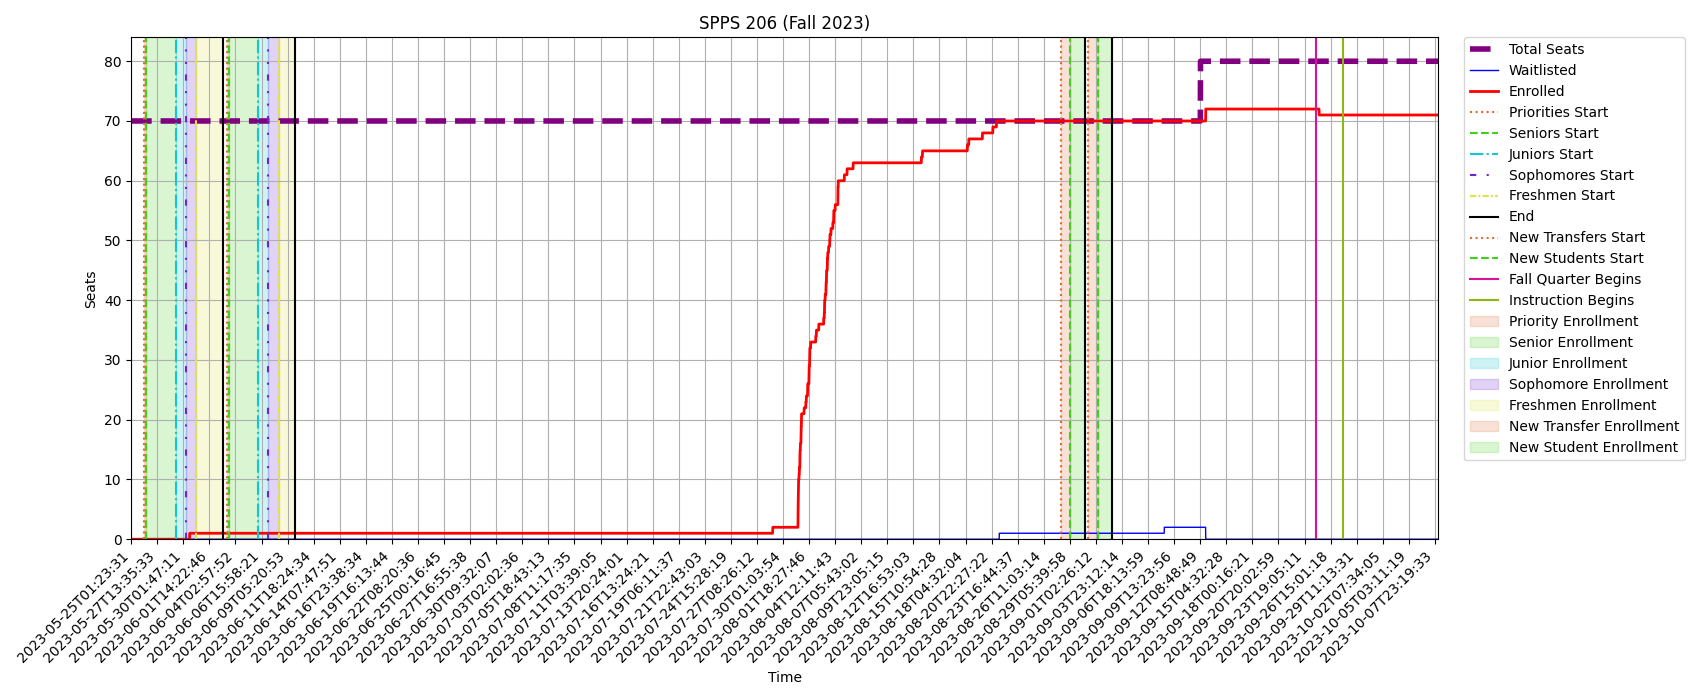 SPPS 206 (Fall 2023)
Seats
80
70
60
50
40
30
20
10
0
2023-05-25T01:23:31
2023-05-27T13:35:33
2023-05-30T01:47:11
2023-06-01T14:22:46
2023-06-04T02:57:52
2023-06-06T15:58:21
2023-06-09T05:20:53
2023-06-11T18:24:34
2023-06-14T07:47:51
2023-06-16T23:38:34
2023-06-19T16:13:44
2023-06-22T08:20:36
2023-06-25T00:16:45
2023-06-27T16:55:38
2023-06-30T09:32:07
2023-07-03T02:02:36
2023-07-05T18:43:13
2023-07-08T11:17:35
2023-07-11T03:39:05
2023-07-13T20:24:01
2023-07-16T13:24:21
2023-07-19T06:11:37
2023-07-21T22:43:03
2023-07-24T15:28:19
2023-07-27T08:26:12
2023-07-30T01:03:54
2023-08-01T18:27:46
2023-08-04T12:11:43
2023-08-07T05:43:02
2023-08-09T23:05:15
2023-08-12T16:53:03
2023-08-15T10:54:28
2023-08-18T04:32:04
2023-08-20T22:27:22
2023-08-23T16:44:37
2023-08-26T11:03:14
2023-08-29T05:39:58
2023-09-01T02:26:12
2023-09-03T23:12:14
2023-09-06T18:13:59
2023-09-09T13:23:56
2023-09-12T08:48:49
2023-09-15T04:32:28
2023-09-18T00:16:21
2023-09-20T20:02:59
2023-09-23T19:05:11
2023-09-26T15:01:18
2023-09-29T11:13:31
2023-10-02T07:34:05
2023-10-05T03:11:19
2023-10-07T23:19:33
Time
Total Seats
Waitlisted
Enrolled
Priorities Start
Seniors Start
Juniors Start
Sophomores Start
Freshmen Start
End
New Transfers Start
New Students Start
Fall Quarter Begins
Instruction Begins
Priority Enrollment
Senior Enrollment
Junior Enrollment
Sophomore Enrollment
Freshmen Enrollment
New Transfer Enrollment
New Student Enrollment